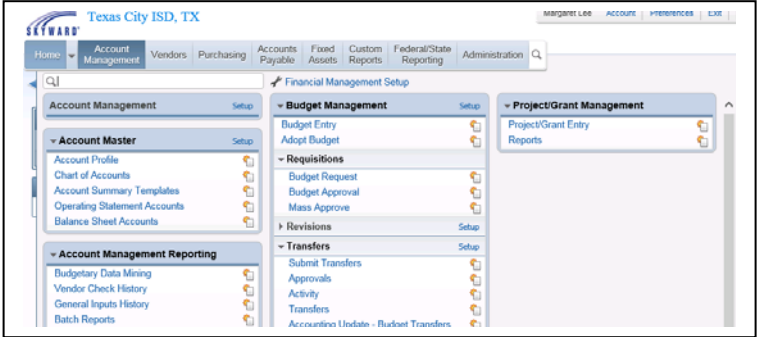 Texas City ISD, TX
Margaret Lee Account Preferences Exit
SKYWARD
Home Account Management Vendors Purchasing Accounts Payable Fixed Assets Custom Reports Federal/State Reporting Administration
Financial Management Setup
Account Management Setup
Account Master Setup
Account Profile
Chart of Accounts
Account Summary Templates
Operating Statement Accounts
Balance Sheet Accounts
Account Management Reporting
Budgetary Data Mining
Vendor Check History
General Inputs History
Batch Reports
Budget Management Setup
Budget Entry
Adopt Budget
Requisitions
Budget Request
Budget Approval
Mass Approve
Revisions Setup
Transfers Setup
Submit Transfers
Approvals
Activity
Transfers
Accounting Update - Budget Transfers
Project/Grant Management
Project/Grant Entry
Reports